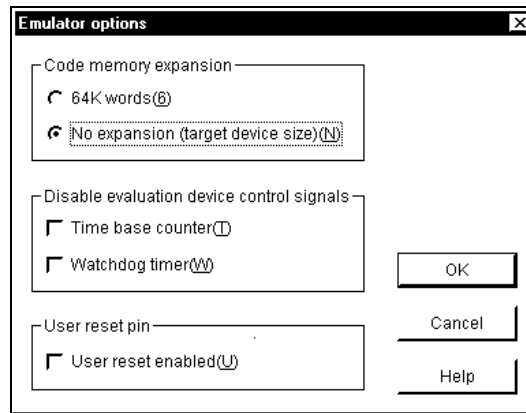 Emulator options
Code memory expansion
64K words(6)
No expansion (target device size)(N)
Disable evaluation device control signals
Time base counter(T)
Watchdog timer(W)
OK
User reset pin
Cancel
User reset enabled(U)
Help